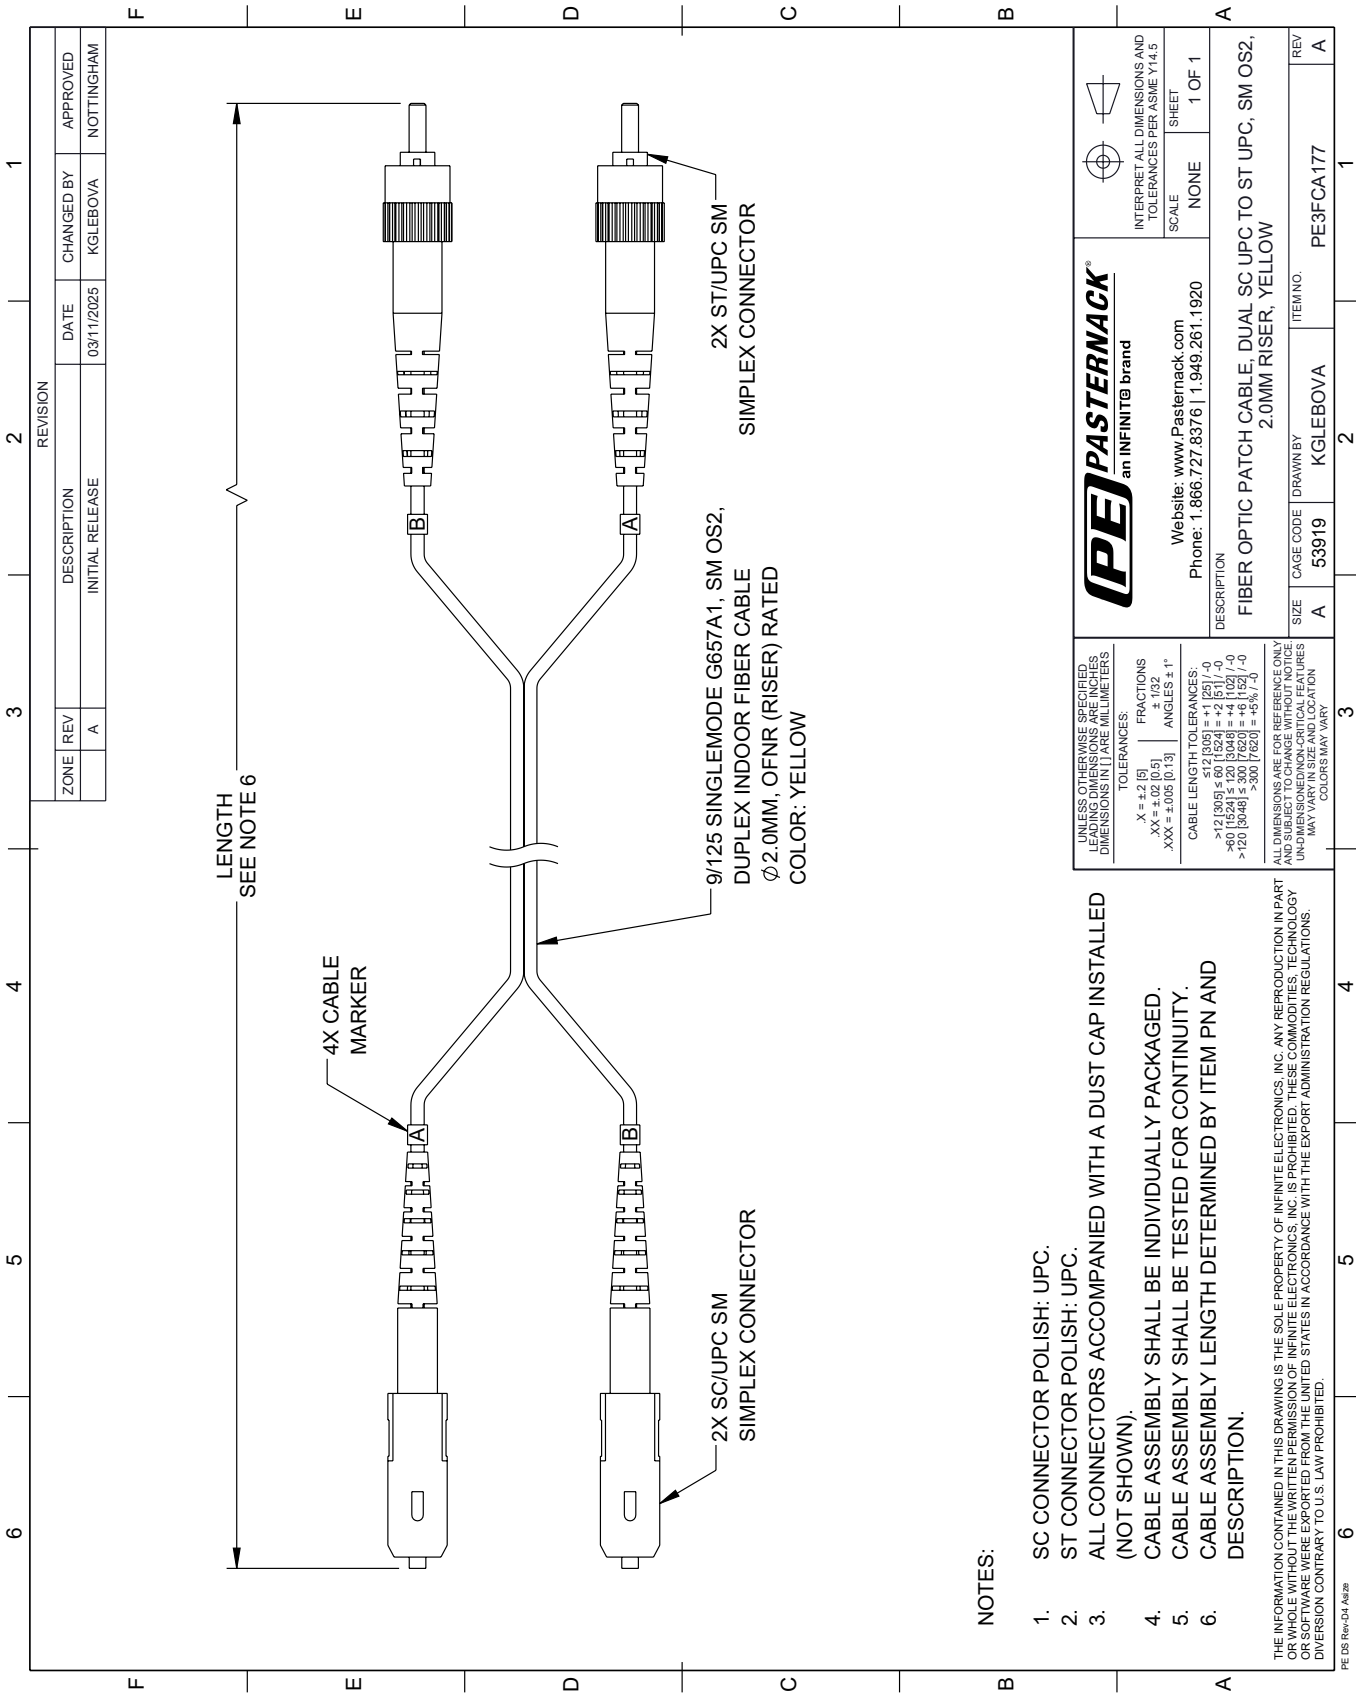 6
5
4
3
2
1
F
E
D
C
B
A
REVISION
ZONE REV DESCRIPTION DATE CHANGED BY APPROVED
A INITIAL RELEASE 03/11/2025 KGLEBOVA NOTTINGHAM
LENGTH
SEE NOTE 6
4X CABLE
MARKER
A
B
B
A
2X SC/UPC SM
SIMPLEX CONNECTOR
9/125 SINGLEMODE G657A1, SM OS2,
DUPLEX INDOOR FIBER CABLE
Ø2.0MM, OFNR (RISER) RATED
COLOR: YELLOW
2X ST/UPC SM
SIMPLEX CONNECTOR
NOTES:
1. SC CONNECTOR POLISH: UPC.
2. ST CONNECTOR POLISH: UPC.
3. ALL CONNECTORS ACCOMPANIED WITH A DUST CAP INSTALLED
(NOT SHOWN).
4. CABLE ASSEMBLY SHALL BE INDIVIDUALLY PACKAGED.
5. CABLE ASSEMBLY SHALL BE TESTED FOR CONTINUITY.
6. CABLE ASSEMBLY LENGTH DETERMINED BY ITEM PN AND
DESCRIPTION.
THE INFORMATION CONTAINED IN THIS DRAWING IS THE SOLE PROPERTY OF INFINITE ELECTRONICS, INC. ANY REPRODUCTION IN PART
OR WHOLE WITHOUT THE WRITTEN PERMISSION OF INFINITE ELECTRONICS, INC. IS PROHIBITED. THESE COMMODITIES, TECHNOLOGY
OR SOFTWARE WERE EXPORTED FROM THE UNITED STATES IN ACCORDANCE WITH THE EXPORT ADMINISTRATION REGULATIONS.
DIVERSION CONTRARY TO U.S. LAW PROHIBITED.
UNLESS OTHERWISE SPECIFIED
LEADING DIMENSIONS ARE INCHES
DIMENSIONS IN [ ] ARE MILLIMETERS
TOLERANCES:
.X = ±.2 [5]
.XX = ±.02 [0.5]
.XXX = ±.005 [0.13]
FRACTIONS
± 1/32
ANGLES ± 1°
CABLE LENGTH TOLERANCES:
≤12 [305] = +1 [25] / -0
>12 [305] ≤ 60 [1524] = +2 [51] / -0
>60 [1524] ≤ 120 [3048] = +4 [102] / -0
>120 [3048] ≤ 300 [7620] = +6 [152] / -0
>300 [7620] = +5% / -0
ALL DIMENSIONS ARE FOR REFERENCE ONLY
AND SUBJECT TO CHANGE WITHOUT NOTICE.
UN-DIMENSIONED/NON-CRITICAL FEATURES
MAY VARY IN SIZE AND LOCATION
COLORS MAY VARY
PE PASTERNACK®
an INFINIT@ brand
Website: www.Pasternack.com
Phone: 1.866.727.8376 | 1.949.261.1920
INTERPRET ALL DIMENSIONS AND
TOLERANCES PER ASME Y14.5
SCALE
NONE
SHEET
1 OF 1
DESCRIPTION
FIBER OPTIC PATCH CABLE, DUAL SC UPC TO ST UPC, SM OS2,
2.0MM RISER, YELLOW
SIZE
A
CAGE CODE
53919
DRAWN BY
KGLEBOVA
ITEM NO.
PE3FCA177
REV
A
F
E
D
C
B
A
6
5
4
3
2
1
PE DS Rev-D4 Asize